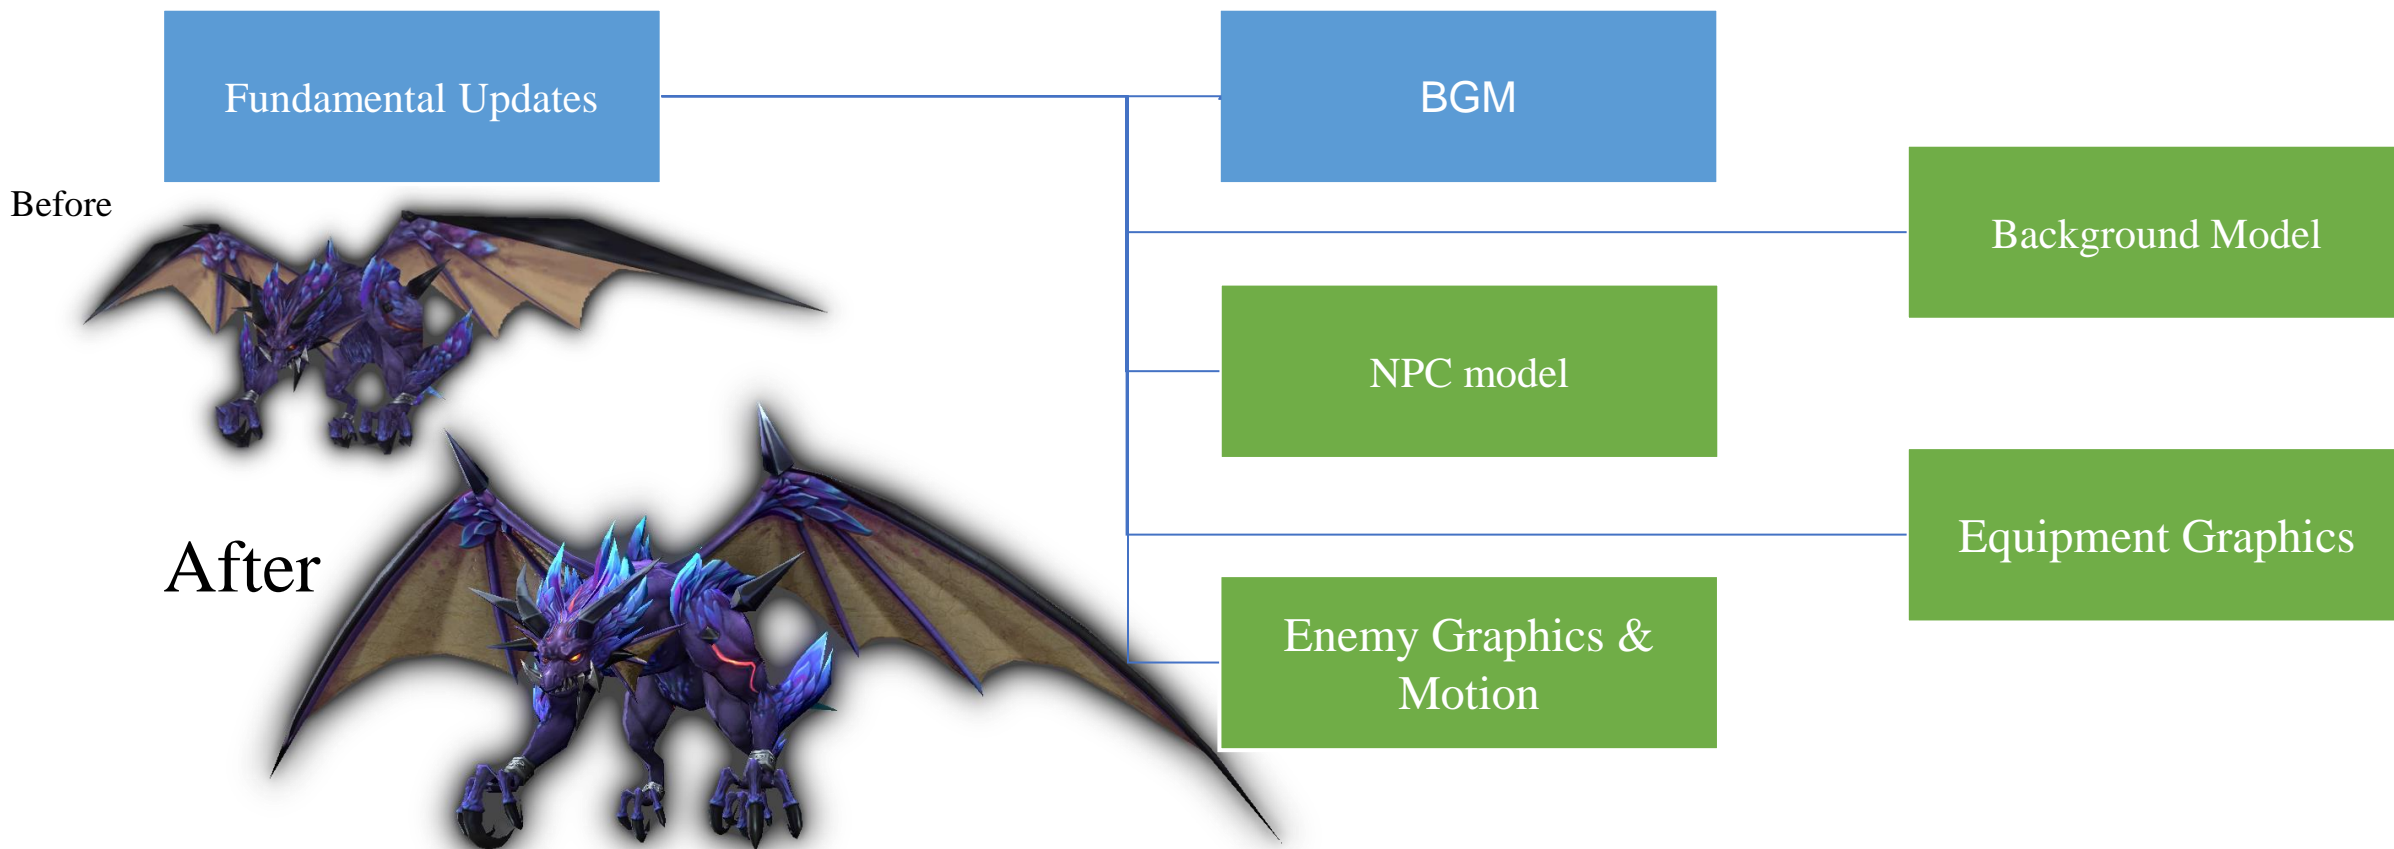 Fundamental Updates
BGM
Before
Background Model
NPC model
After
Equipment Graphics
Enemy Graphics &
Motion